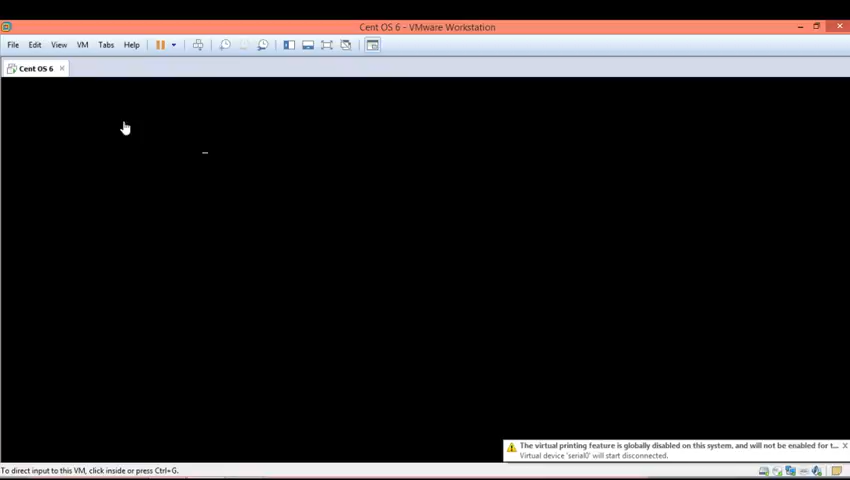 Cent OS 6 - VMware Workstation
File Edit View VM Tabs Help
Cent OS 6
The virtual printing feature is globally disabled on this system, and will not be enabled for t...
Virtual device 'serial0' will start disconnected.
To direct input to this VM, click inside or press Ctrl+G.